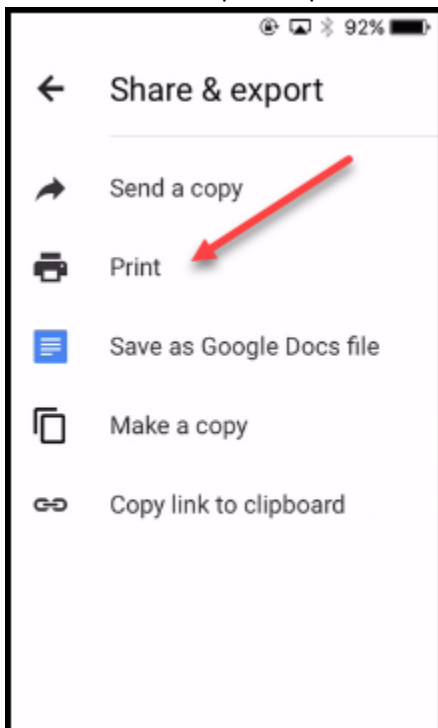 92%
Share & export
Send a copy
Print
Save as Google Docs file
Make a copy
Copy link to clipboard